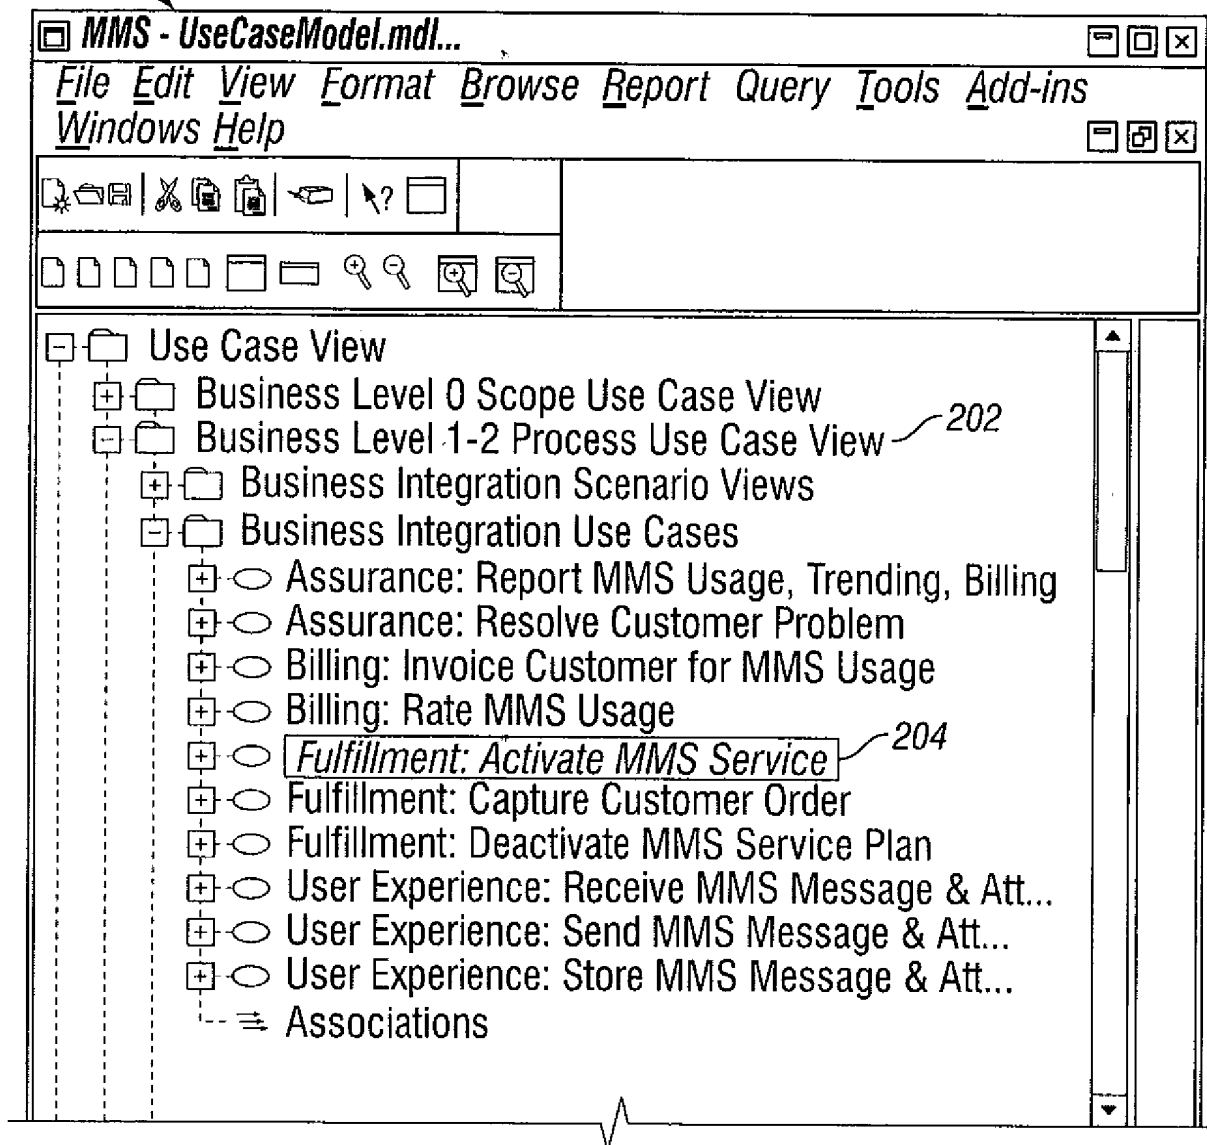 MMS - UseCaseModel.mdl...
File Edit View Format Browse Report Query Tools Add-ins
Windows Help
?
Use Case View
Business Level 0 Scope Use Case View
Business Level 1-2 Process Use Case View 202
Business Integration Scenario Views
Business Integration Use Cases
Assurance: Report MMS Usage, Trending, Billing
Assurance: Resolve Customer Problem
Billing: Invoice Customer for MMS Usage
Billing: Rate MMS Usage
Fulfillment: Activate MMS Service 204
Fulfillment: Capture Customer Order
Fulfillment: Deactivate MMS Service Plan
User Experience: Receive MMS Message & Att...
User Experience: Send MMS Message & Att...
User Experience: Store MMS Message & Att...
Associations